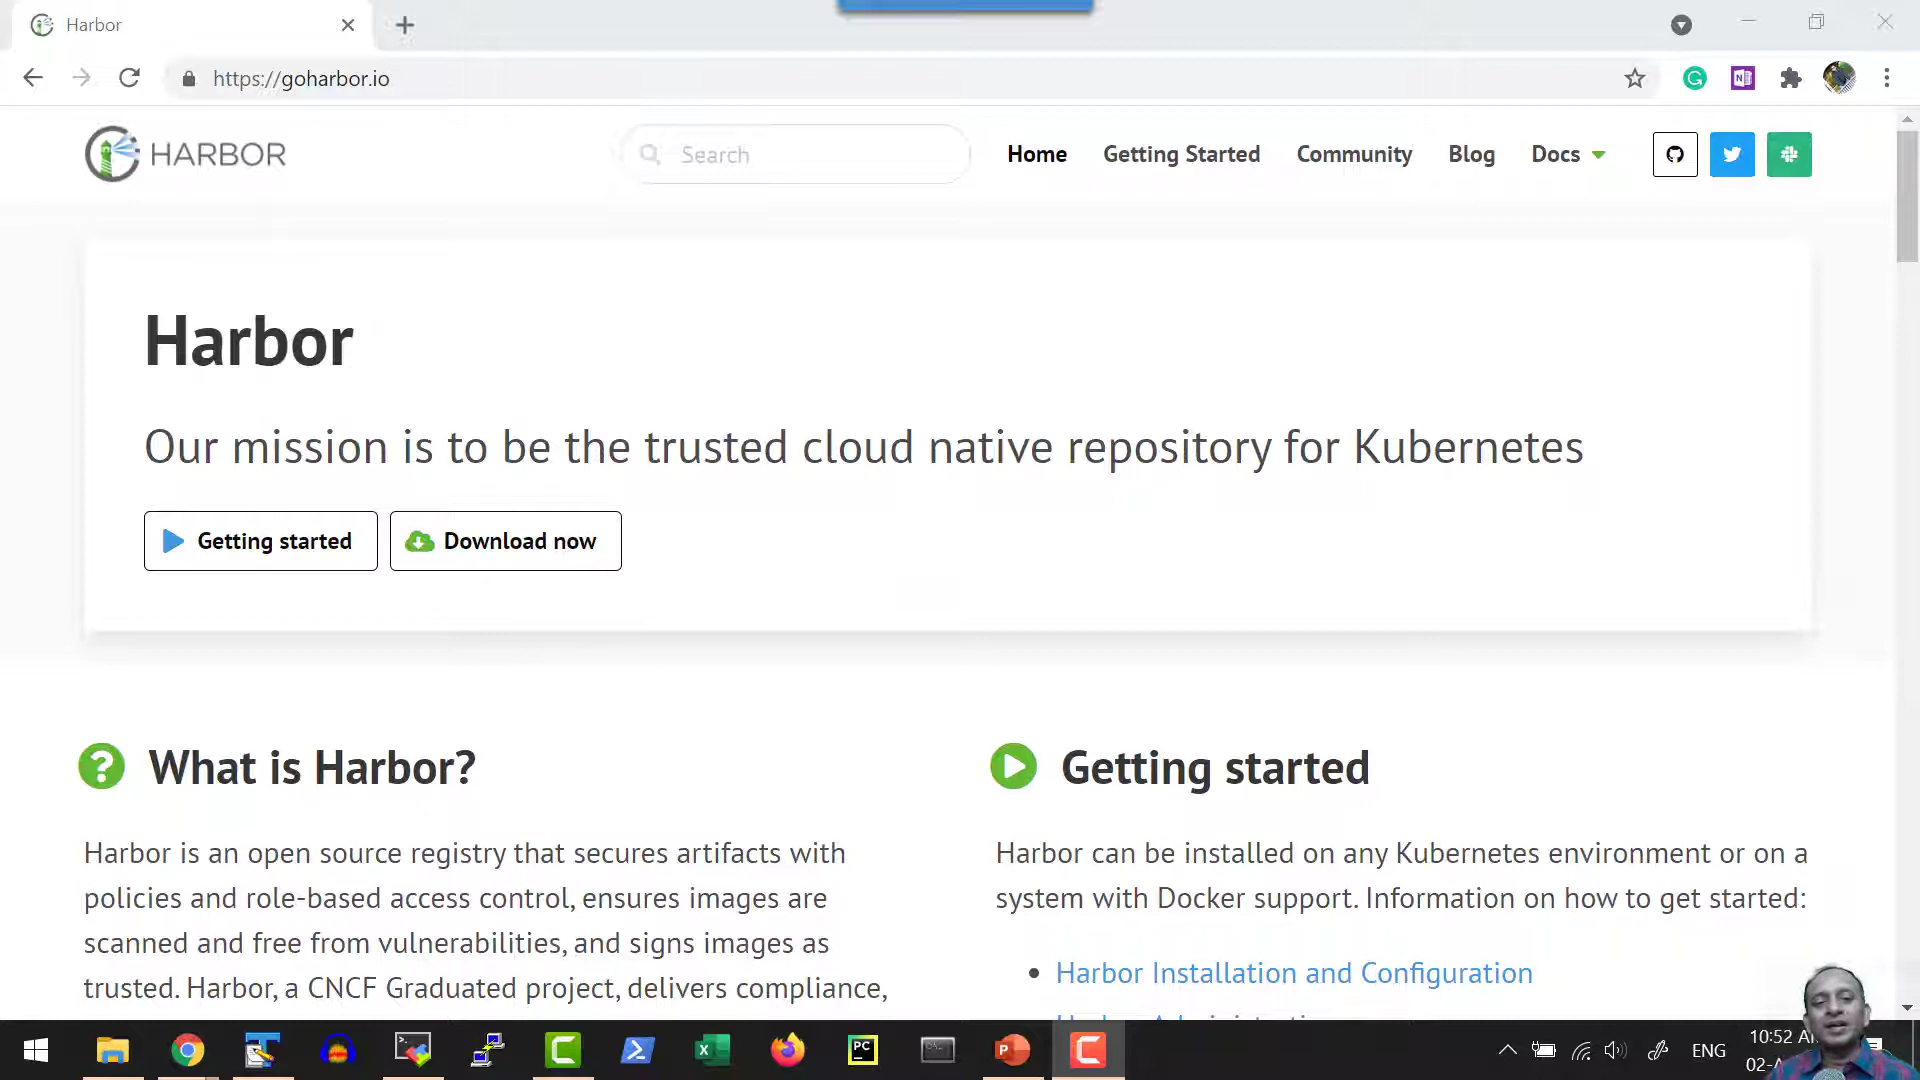 Harbor
https://goharbor.io
HARBOR
Search
Home
Getting Started
Community
Blog
Docs
Harbor
Our mission is to be the trusted cloud native repository for Kubernetes
Getting started
Download now
What is Harbor?
Harbor is an open source registry that secures artifacts with
policies and role-based access control, ensures images are
scanned and free from vulnerabilities, and signs images as
trusted. Harbor, a CNCF Graduated project, delivers compliance,
Getting started
Harbor can be installed on any Kubernetes environment or on a
system with Docker support. Information on how to get started:
Harbor Installation and Configuration
ENG
10:52 A
02-A